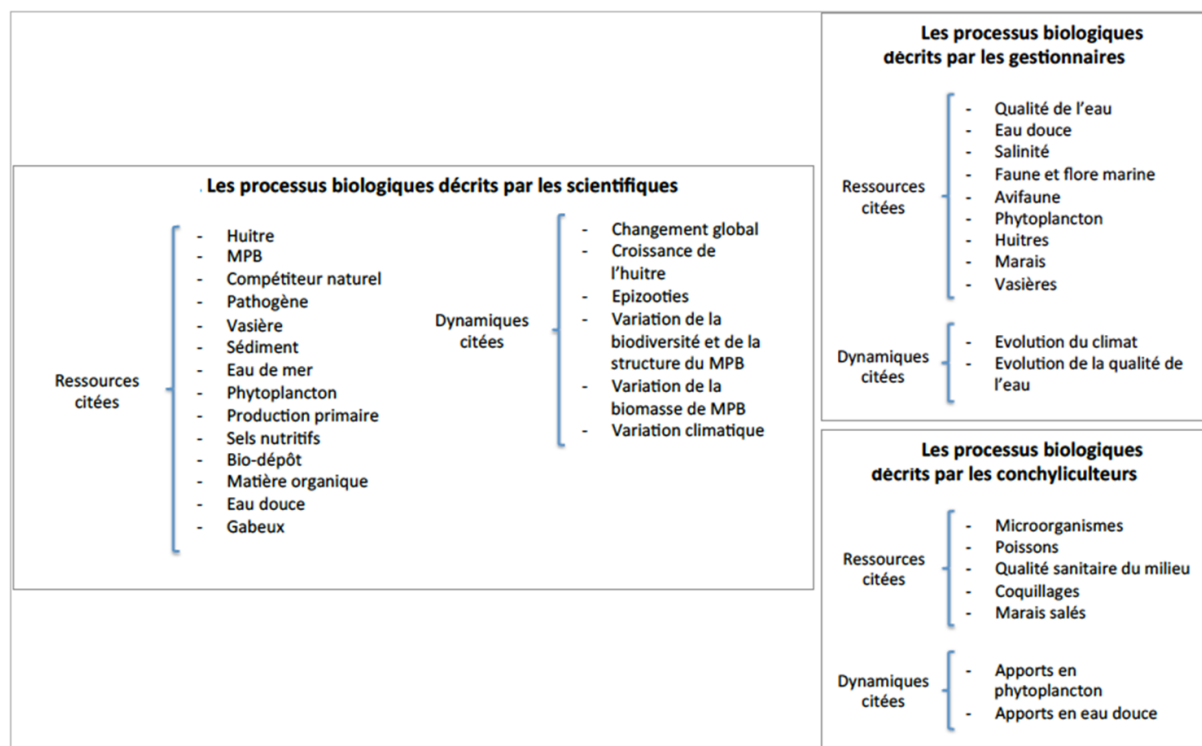 Les processus biologiques décrits par les scientifiques
Ressources
citées
- Huitre
- MPB
- Compétiteur naturel
- Pathogène
- Vasière
- Sédiment
- Eau de mer
- Phytoplancton
- Production primaire
- Sels nutritifs
- Bio-dépôt
- Matière organique
- Eau douce
- Gabeux
Dynamiques
citées
- Changement global
- Croissance de
l’huitre
- Epizooties
- Variation de la
biodiversité et de la
structure du MPB
- Variation de la
biomasse de MPB
- Variation climatique
Les processus biologiques
décrits par les gestionnaires
Ressources
citées
- Qualité de l’eau
- Eau douce
- Salinité
- Faune et flore marine
- Avifaune
- Phytoplancton
- Huitres
- Marais
- Vasières
Dynamiques
citées
- Evolution du climat
- Evolution de la qualité de
l’eau
Les processus biologiques
décrits par les conchyliculteurs
Ressources
citées
- Microorganismes
- Poissons
- Qualité sanitaire du milieu
- Coquillages
- Marais salés
Dynamiques
citées
- Apports en
phytoplancton
- Apports en eau douce